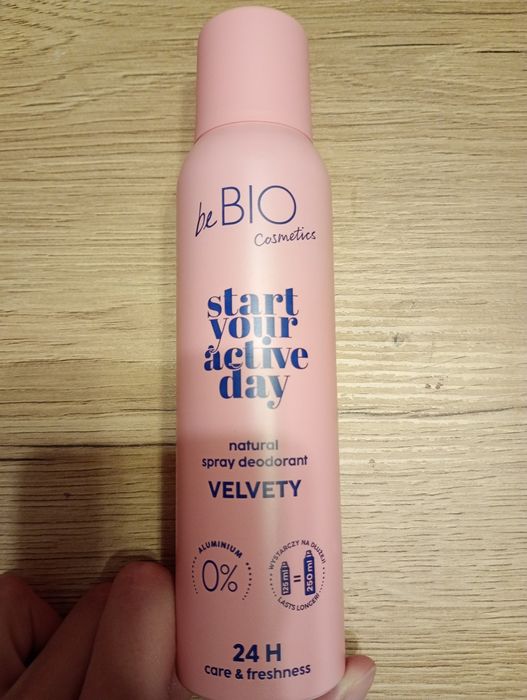 beBIO
Cosmetics
start
your
active
day
natural
spray deodorant
VELVETY
ALUMINIUM
0%
WYSTARCZY NA DŁUŻEJ!
125 ml = 250 ml
LASTS LONGER!
24 H
care & freshness